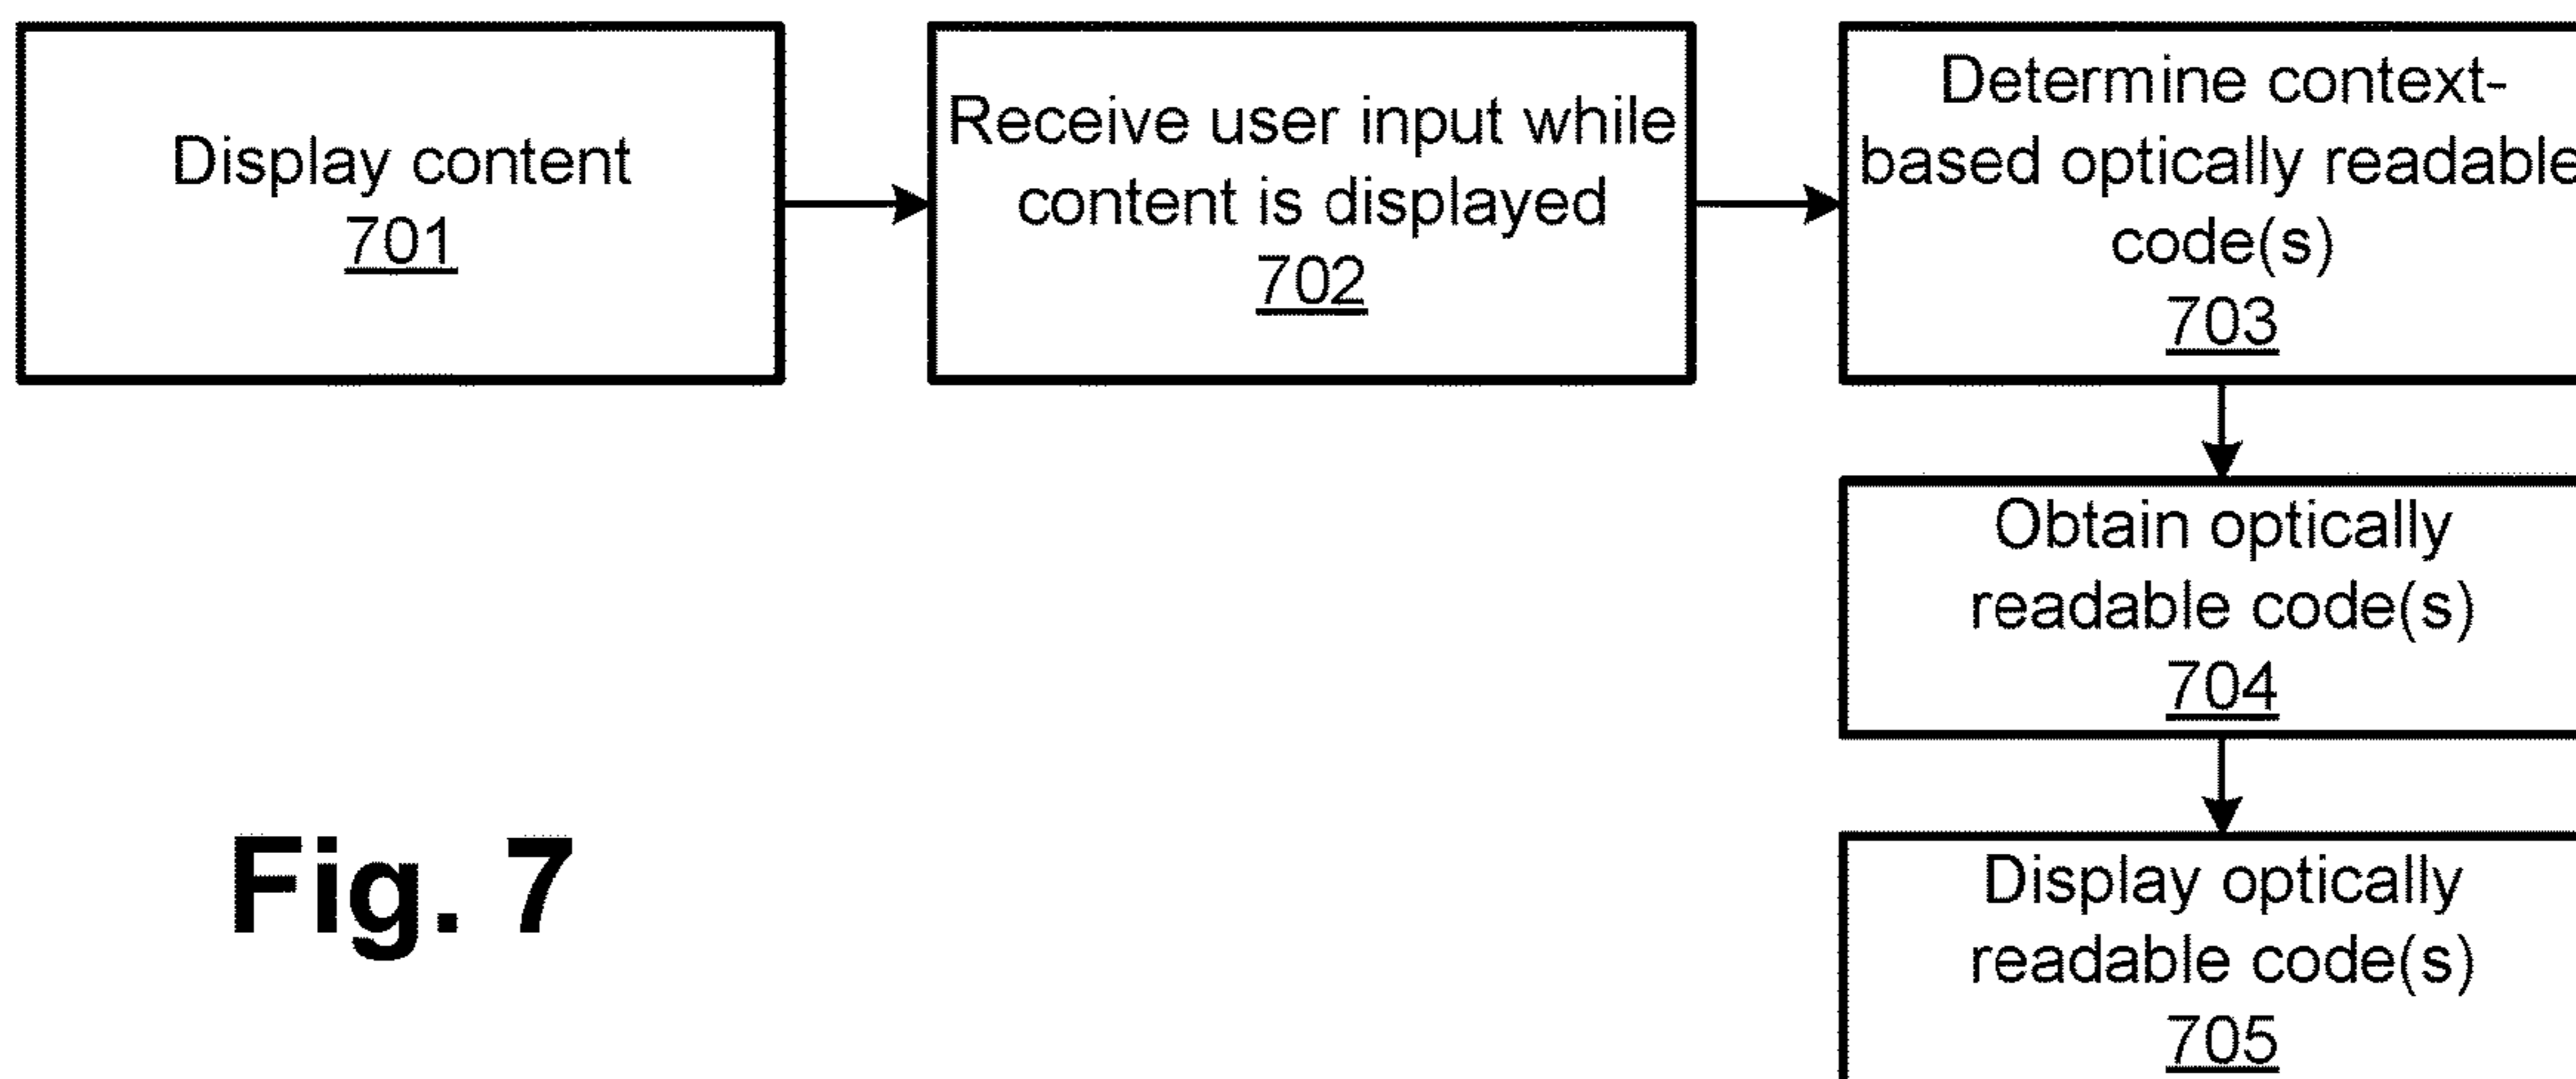 Display content
701
Receive user input while
content is displayed
702
Determine context-
based optically readable
code(s)
703
Obtain optically
readable code(s)
704
Display optically
readable code(s)
705
Fig. 7